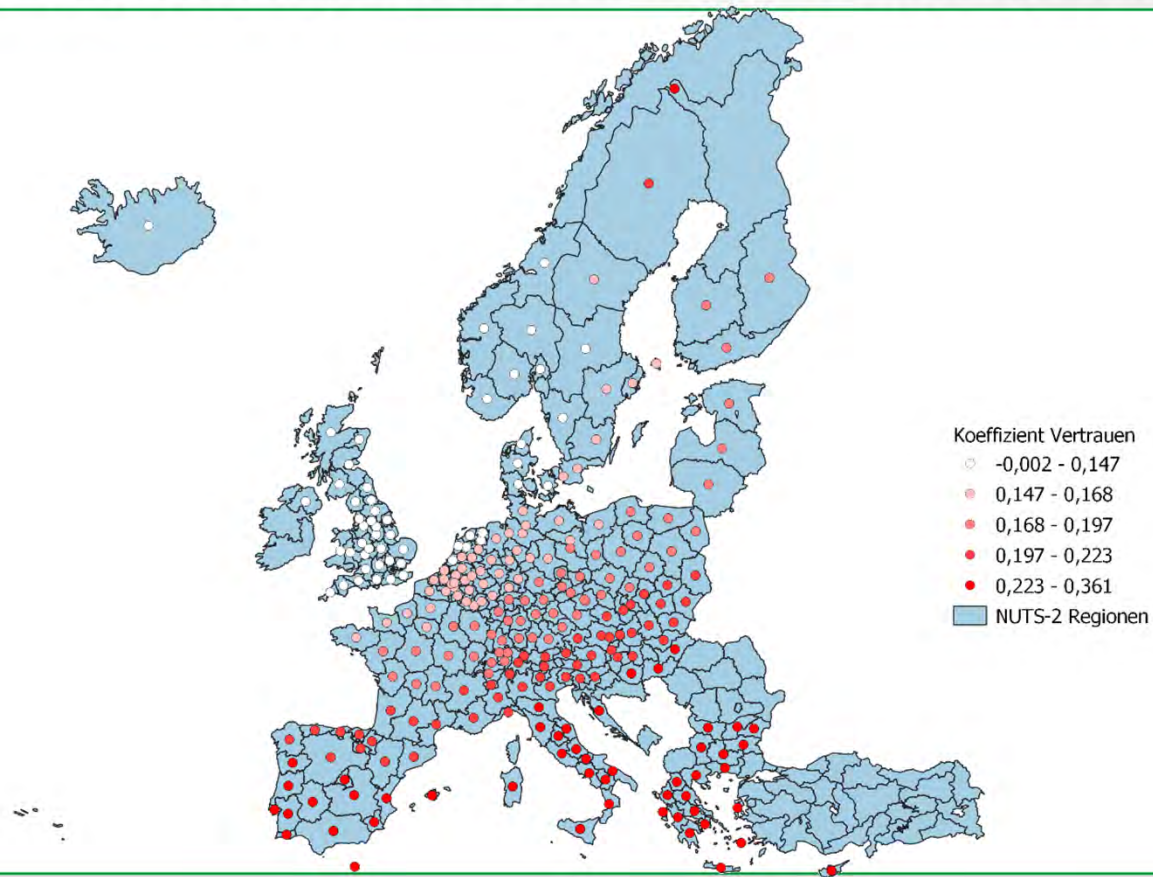 Koeffizient Vertrauen
-0,002 - 0,147
0,147 - 0,168
0,168 - 0,197
0,197 - 0,223
0,223 - 0,361
NUTS-2 Regionen